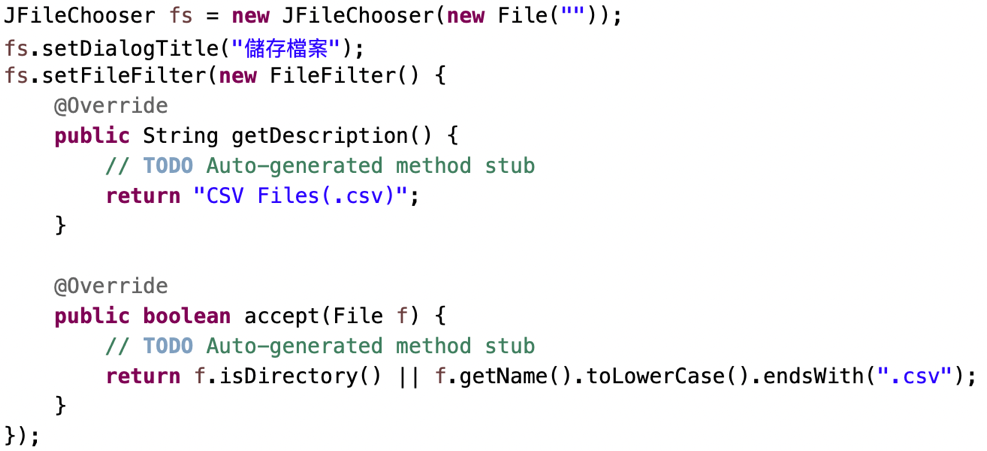 JFileChooser fs = new JFileChooser(new File(""));
fs.setDialogTitle("儲存檔案");
fs.setFileFilter(new FileFilter() {
    @Override
    public String getDescription() {
        // TODO Auto-generated method stub
        return "CSV Files(.csv)";
    }

    @Override
    public boolean accept(File f) {
        // TODO Auto-generated method stub
        return f.isDirectory() || f.getName().toLowerCase().endsWith(".csv");
    }
});